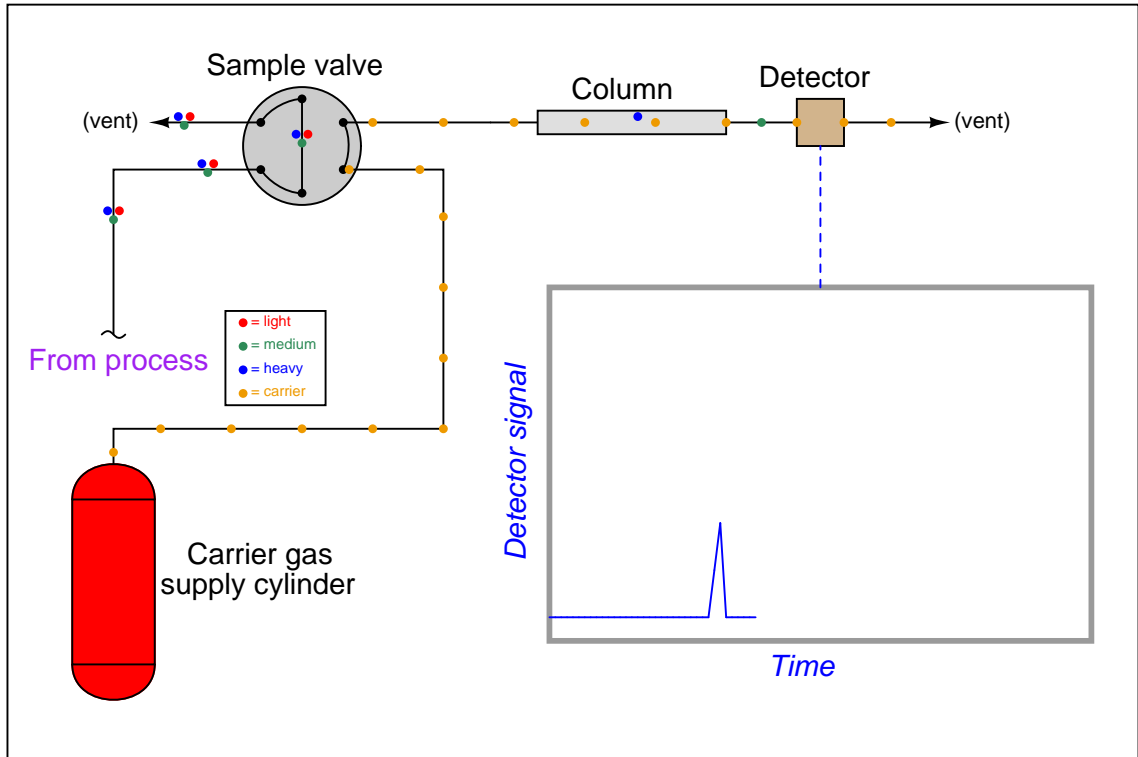 Sample valve
Column
Detector
(vent)
(vent)
From process
= light
= medium
= heavy
= carrier
Detector signal
Carrier gas
supply cylinder
Time